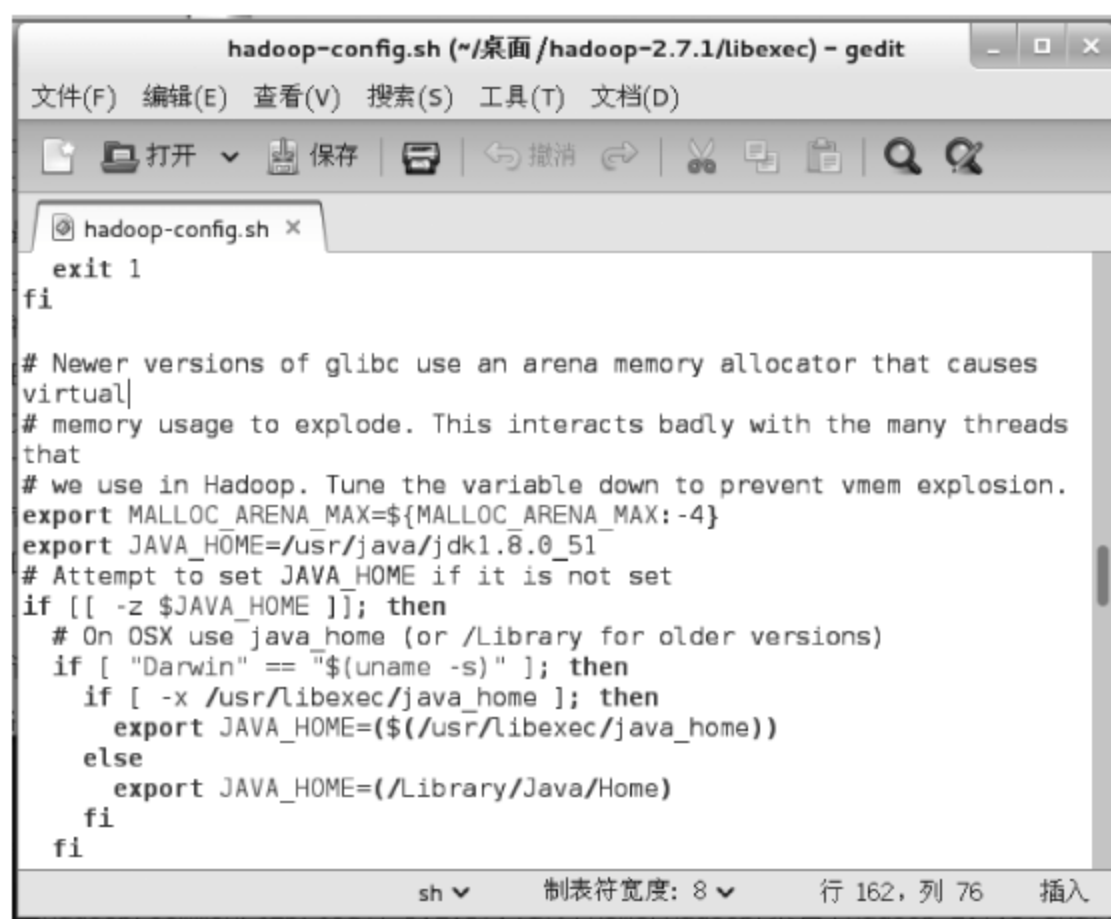 hadoop-config.sh (~/桌面/hadoop-2.7.1/libexec) - gedit
文件(F) 编辑(E) 查看(V) 搜索(S) 工具(T) 文档(D)
打开 保存 撤消
hadoop-config.sh ×
  exit 1
fi

# Newer versions of glibc use an arena memory allocator that causes
virtual
# memory usage to explode. This interacts badly with the many threads
that
# we use in Hadoop. Tune the variable down to prevent vmem explosion.
export MALLOC_ARENA_MAX=${MALLOC_ARENA_MAX:-4}
export JAVA_HOME=/usr/java/jdk1.8.0_51
# Attempt to set JAVA_HOME if it is not set
if [[ -z $JAVA_HOME ]]; then
  # On OSX use java_home (or /Library for older versions)
  if [ "Darwin" == "$(uname -s)" ]; then
    if [ -x /usr/libexec/java_home ]; then
      export JAVA_HOME=($(/usr/libexec/java_home))
    else
      export JAVA_HOME=(/Library/Java/Home)
    fi
  fi
sh 制表符宽度: 8 行 162, 列 76 插入